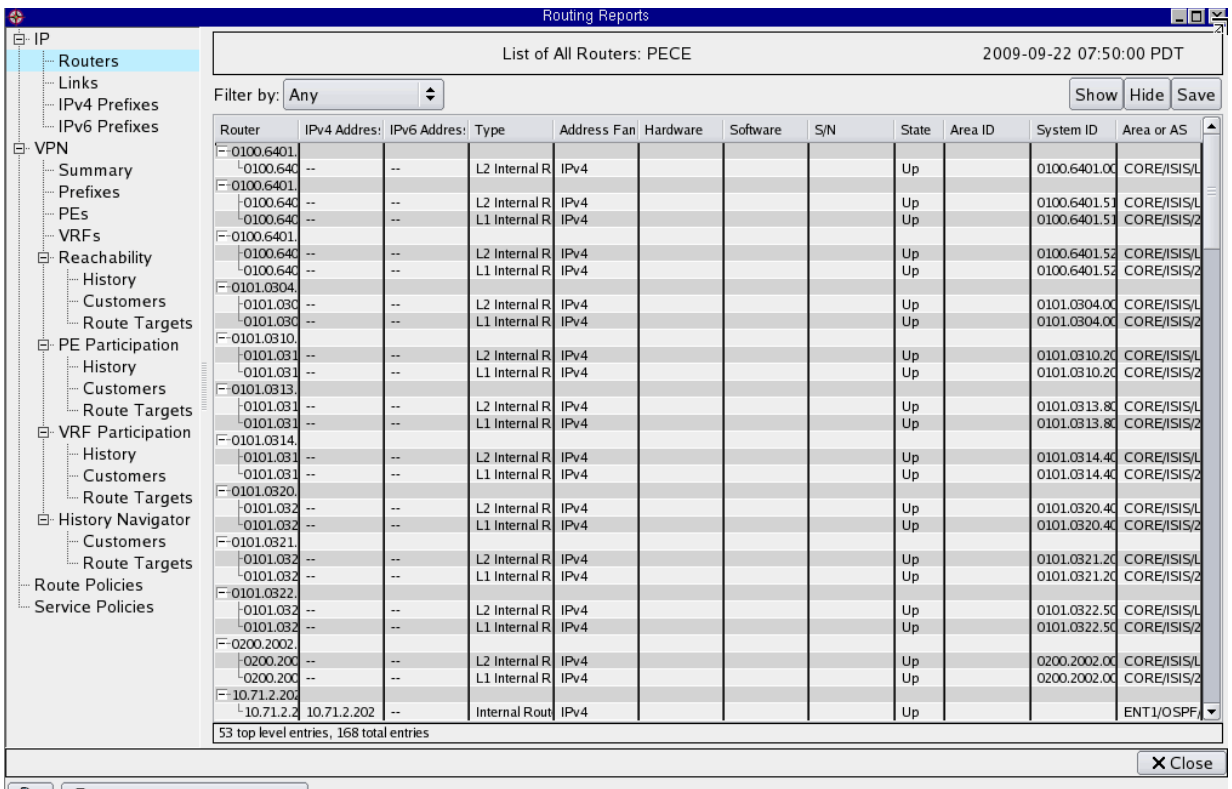 Routing Reports
IP
Routers
Links
IPv4 Prefixes
IPv6 Prefixes
VPN
Summary
Prefixes
PEs
VRFs
Reachability
History
Customers
Route Targets
PE Participation
History
Customers
Route Targets
VRF Participation
History
Customers
Route Targets
History Navigator
Customers
Route Targets
Route Policies
Service Policies
List of All Routers: PECE 2009-09-22 07:50:00 PDT
Filter by: Any Show Hide Save
Router IPv4 Addres IPv6 Addres Type Address Fan Hardware Software S/N State Area ID System ID Area or AS
0100.6401.
0100.640 -- -- L2 Internal R IPv4 Up 0100.6401.00 CORE/ISIS/L
0100.6401.
0100.640 -- -- L2 Internal R IPv4 Up 0100.6401.51 CORE/ISIS/L
0100.640 -- -- L1 Internal R IPv4 Up 0100.6401.51 CORE/ISIS/2
0100.6401.
0100.640 -- -- L2 Internal R IPv4 Up 0100.6401.52 CORE/ISIS/L
0100.640 -- -- L1 Internal R IPv4 Up 0100.6401.52 CORE/ISIS/2
0101.0304.
0101.030 -- -- L2 Internal R IPv4 Up 0101.0304.00 CORE/ISIS/L
0101.030 -- -- L1 Internal R IPv4 Up 0101.0304.00 CORE/ISIS/2
0101.0310.
0101.031 -- -- L2 Internal R IPv4 Up 0101.0310.20 CORE/ISIS/L
0101.031 -- -- L1 Internal R IPv4 Up 0101.0310.20 CORE/ISIS/2
0101.0313.
0101.031 -- -- L2 Internal R IPv4 Up 0101.0313.80 CORE/ISIS/L
0101.031 -- -- L1 Internal R IPv4 Up 0101.0313.80 CORE/ISIS/2
0101.0314.
0101.031 -- -- L2 Internal R IPv4 Up 0101.0314.40 CORE/ISIS/L
0101.031 -- -- L1 Internal R IPv4 Up 0101.0314.40 CORE/ISIS/2
0101.0320.
0101.032 -- -- L2 Internal R IPv4 Up 0101.0320.40 CORE/ISIS/L
0101.032 -- -- L1 Internal R IPv4 Up 0101.0320.40 CORE/ISIS/2
0101.0321.
0101.032 -- -- L2 Internal R IPv4 Up 0101.0321.20 CORE/ISIS/L
0101.032 -- -- L1 Internal R IPv4 Up 0101.0321.20 CORE/ISIS/2
0101.0322.
0101.032 -- -- L2 Internal R IPv4 Up 0101.0322.50 CORE/ISIS/L
0101.032 -- -- L1 Internal R IPv4 Up 0101.0322.50 CORE/ISIS/2
0200.2002.
0200.200 -- -- L2 Internal R IPv4 Up 0200.2002.00 CORE/ISIS/L
0200.200 -- -- L1 Internal R IPv4 Up 0200.2002.00 CORE/ISIS/2
10.71.2.202
10.71.2.2 10.71.2.202 -- Internal Rout IPv4 Up ENT1/OSPF/
53 top level entries, 168 total entries
Close